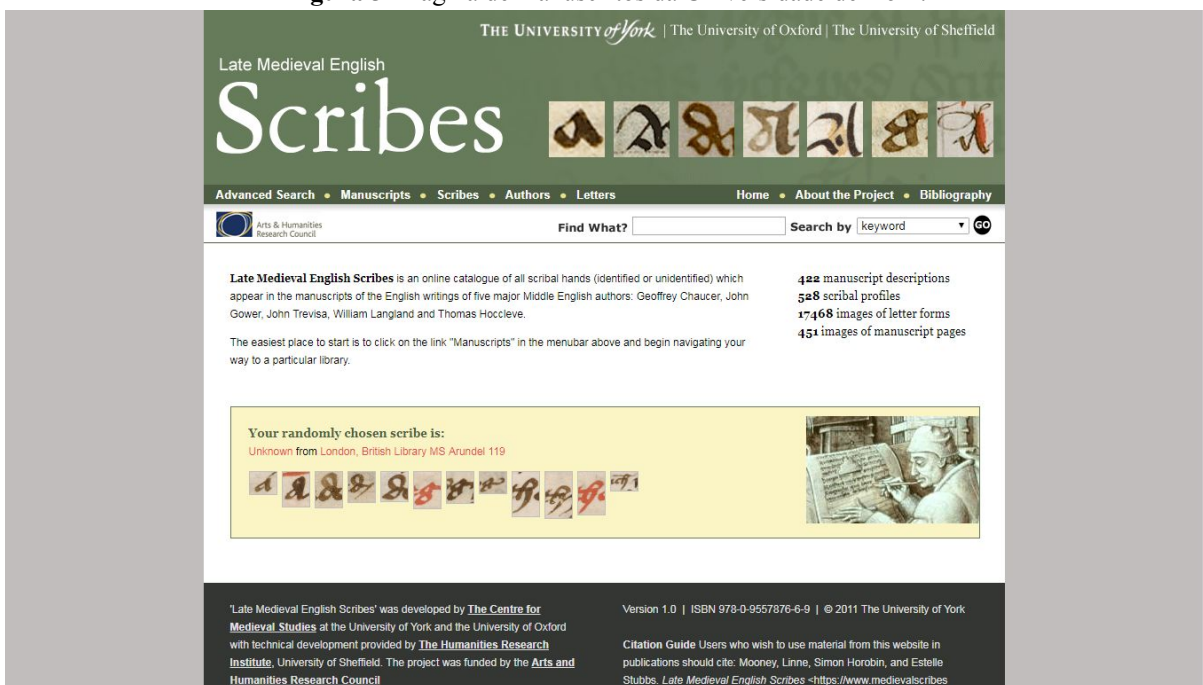 THE UNIVERSITY of York | The University of Oxford | The University of Sheffield
Late Medieval English
Scribes
Advanced Search • Manuscripts • Scribes • Authors • Letters
Home • About the Project • Bibliography
Arts & Humanities
Research Council
Find What?
Search by keyword
GO
Late Medieval English Scribes is an online catalogue of all scribal hands (identified or unidentified) which
appear in the manuscripts of the English writings of five major Middle English authors: Geoffrey Chaucer, John
Gower, John Trevisa, William Langland and Thomas Hoccleve.
The easiest place to start is to click on the link "Manuscripts" in the menubar above and begin navigating your
way to a particular library.
422 manuscript descriptions
528 scribal profiles
17468 images of letter forms
451 images of manuscript pages
Your randomly chosen scribe is:
Unknown from London, British Library MS Arundel 119
'Late Medieval English Scribes' was developed by The Centre for
Medieval Studies at the University of York and the University of Oxford
with technical development provided by The Humanities Research
Institute, University of Sheffield. The project was funded by the Arts and
Humanities Research Council
Version 1.0 | ISBN 978-0-9557876-6-9 | © 2011 The University of York
Citation Guide Users who wish to use material from this website in
publications should cite: Mooney, Linne, Simon Horobin, and Estelle
Stubbs. Late Medieval English Scribes <https://www.medievalscribes